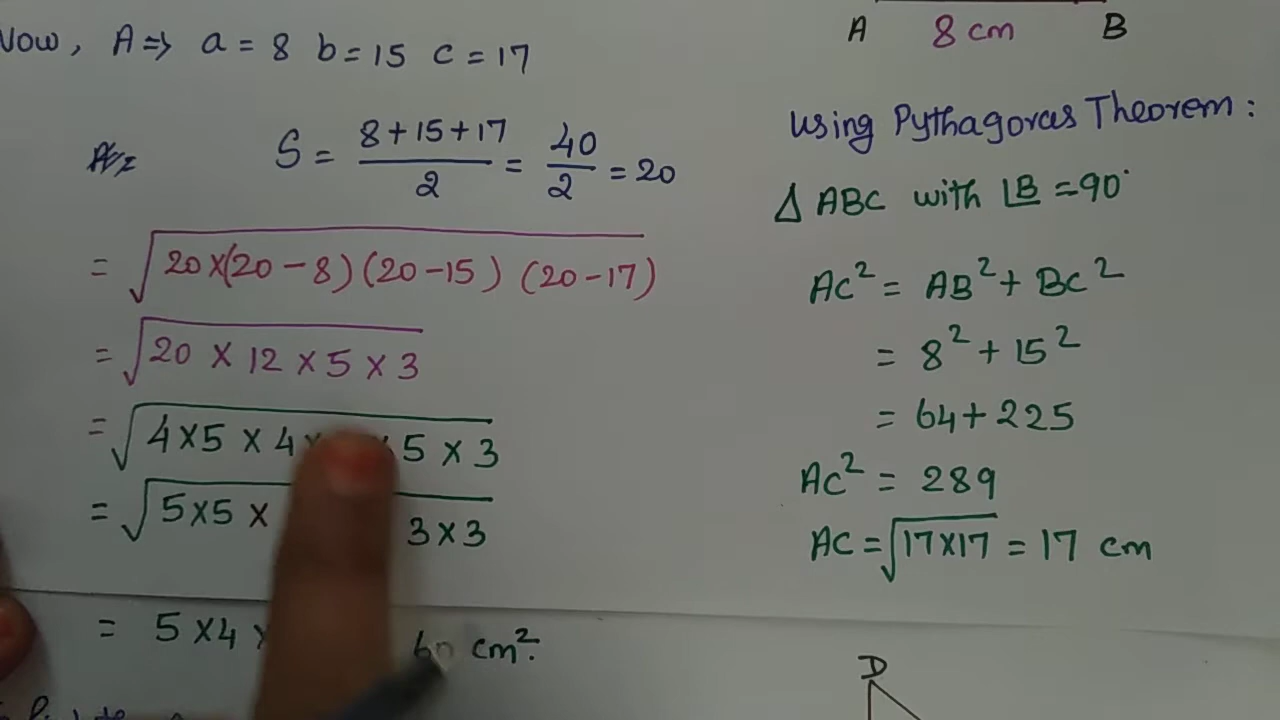 Now, A ⇒ a = 8 b = 15 c = 17
S = 8+15+17 / 2 = 40 / 2 = 20
= √20×(20-8)(20-15)(20-17)
= √20 × 12 × 5 × 3
= √4×5 × 4× ×5 × 3
= √5×5 × 3×3
= 5×4× 60 cm².
A 8 cm B
Using Pythagoras Theorem:
Δ ABC with ∠B = 90°
AC² = AB² + BC²
= 8² + 15²
= 64 + 225
AC² = 289
AC = √17×17 = 17 cm
D